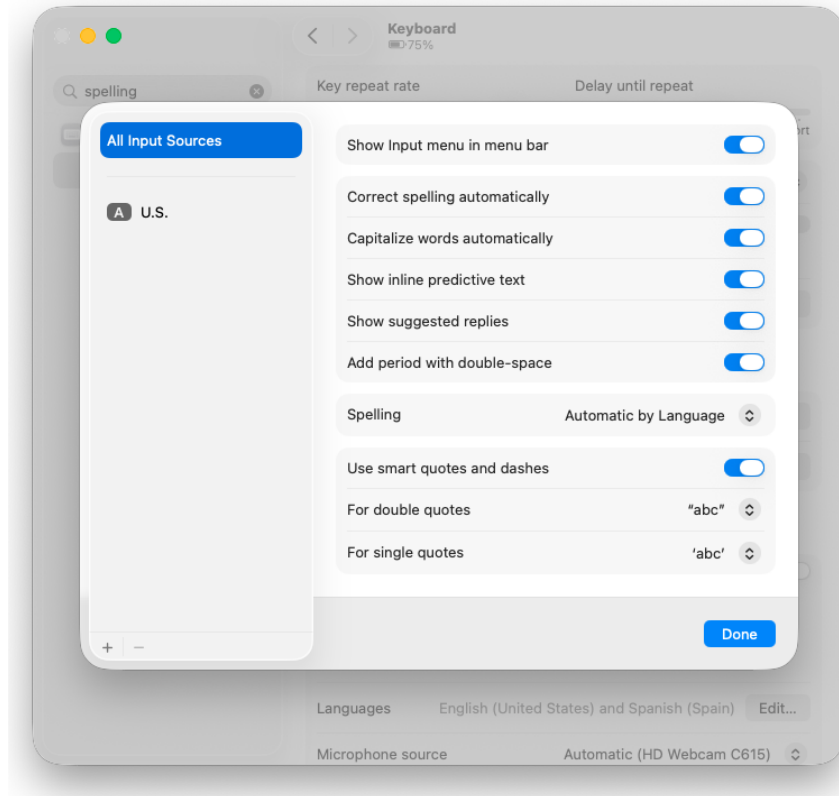 Keyboard
75%
spelling
Key repeat rate
Delay until repeat
All Input Sources
A U.S.
Show Input menu in menu bar
Correct spelling automatically
Capitalize words automatically
Show inline predictive text
Show suggested replies
Add period with double-space
Spelling Automatic by Language
Use smart quotes and dashes
For double quotes “abc”
For single quotes ‘abc’
+ −
Done
Languages English (United States) and Spanish (Spain) Edit...
Microphone source Automatic (HD Webcam C615)